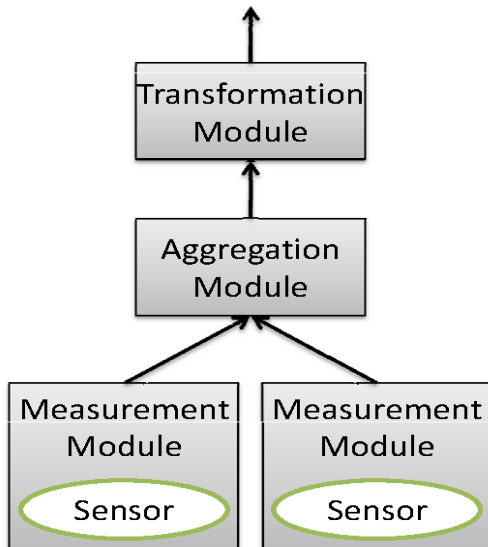 Transformation
Module
Aggregation
Module
Measurement
Module
Sensor
Measurement
Module
Sensor